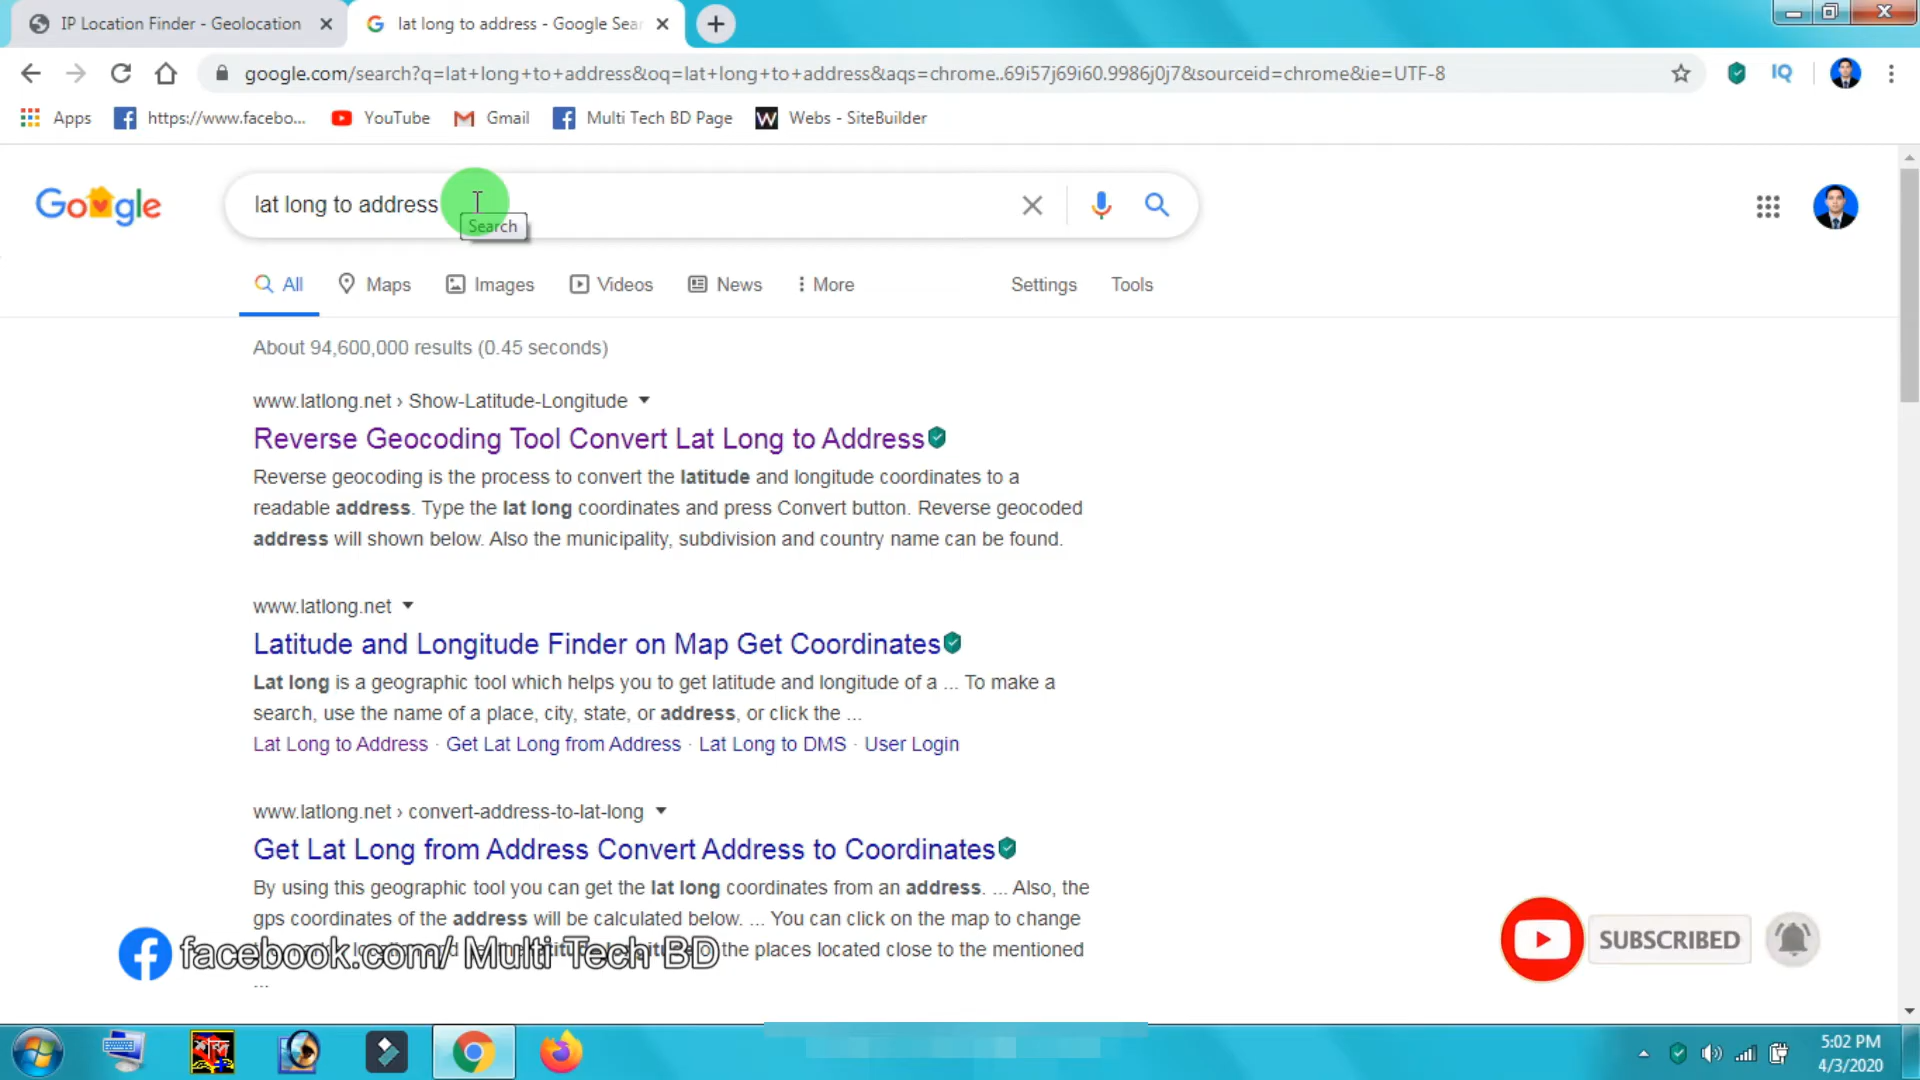 IP Location Finder - Geolocation
lat long to address - Google Sear
google.com/search?q=lat+long+to+address&oq=lat+long+to+address&aqs=chrome..69i57j69i60.9986j0j7&sourceid=chrome&ie=UTF-8
IQ
Apps
https://www.facebo...
YouTube
Gmail
Multi Tech BD Page
Webs - SiteBuilder
Google
lat long to address
Search
All
Maps
Images
Videos
News
More
Settings
Tools
About 94,600,000 results (0.45 seconds)
www.latlong.net › Show-Latitude-Longitude
Reverse Geocoding Tool Convert Lat Long to Address
Reverse geocoding is the process to convert the latitude and longitude coordinates to a
readable address. Type the lat long coordinates and press Convert button. Reverse geocoded
address will shown below. Also the municipality, subdivision and country name can be found.
www.latlong.net
Latitude and Longitude Finder on Map Get Coordinates
Lat long is a geographic tool which helps you to get latitude and longitude of a ... To make a
search, use the name of a place, city, state, or address, or click the ...
Lat Long to Address · Get Lat Long from Address · Lat Long to DMS · User Login
www.latlong.net › convert-address-to-lat-long
Get Lat Long from Address Convert Address to Coordinates
By using this geographic tool you can get the lat long coordinates from an address. ... Also, the
gps coordinates of the address will be calculated below. ... You can click on the map to change
the places located close to the mentioned
...
facebook.com/ Multi Tech BD
SUBSCRIBED
5:02 PM
4/3/2020